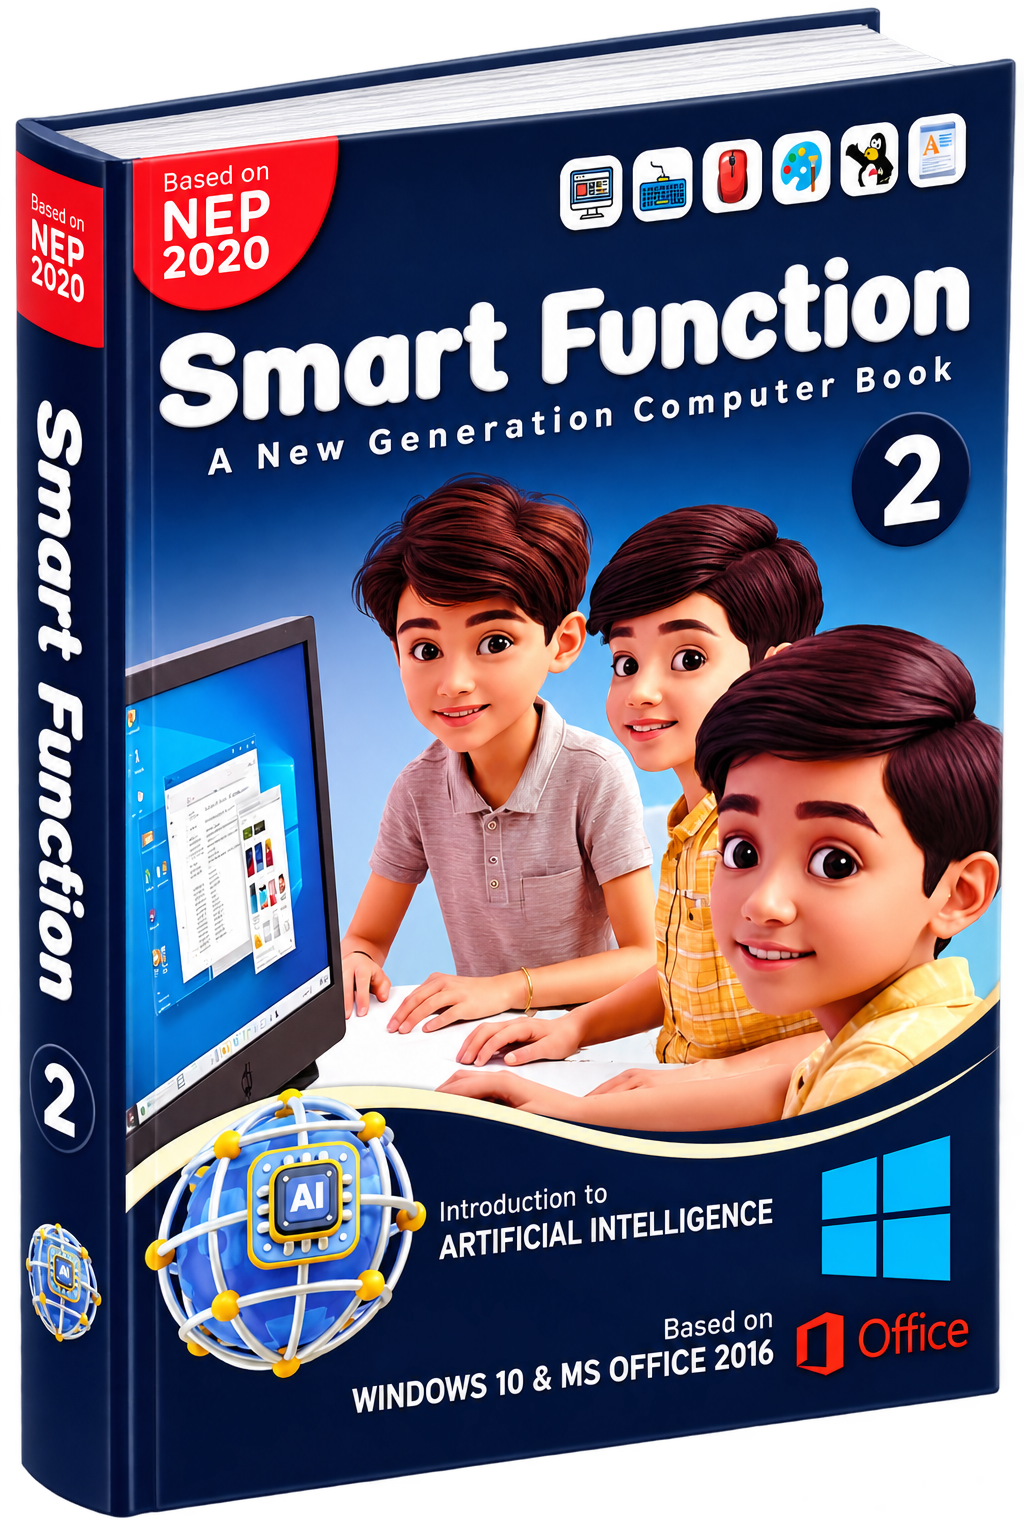 Based on
NEP
2020
Smart Function
2
AI
Based on
NEP
2020
Smart Function
A New Generation Computer Book
2
AI
Introduction to
ARTIFICIAL INTELLIGENCE
Based on
WINDOWS 10 & MS OFFICE 2016
Office
A